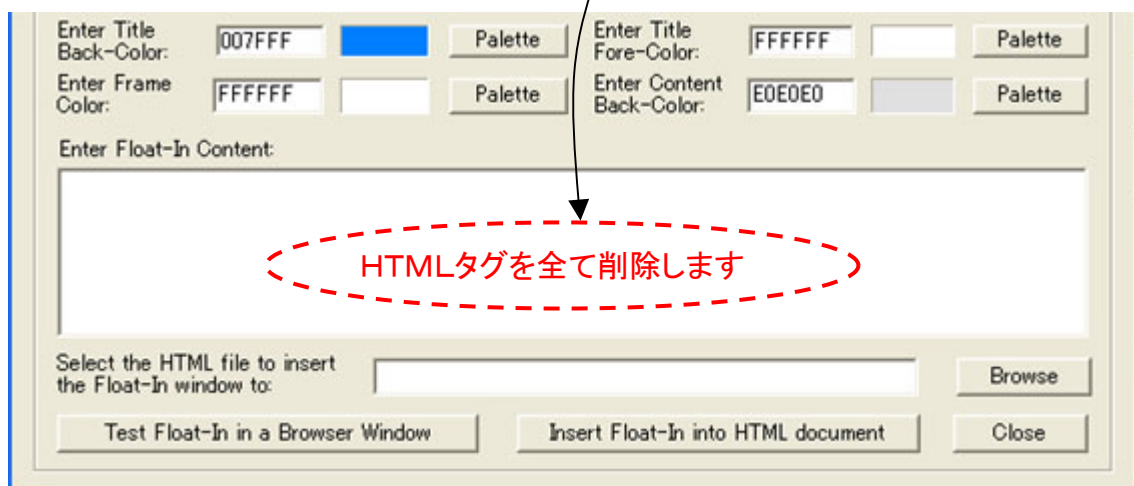 Enter Title
Back-Color:
007FFF
Palette
Enter Title
Fore-Color:
FFFFFF
Palette
Enter Frame
Color:
FFFFFF
Palette
Enter Content
Back-Color:
E0E0E0
Palette
Enter Float-In Content:
HTMLタグを全て削除します
Select the HTML file to insert
the Float-In window to:
Browse
Test Float-In in a Browser Window
Insert Float-In into HTML document
Close